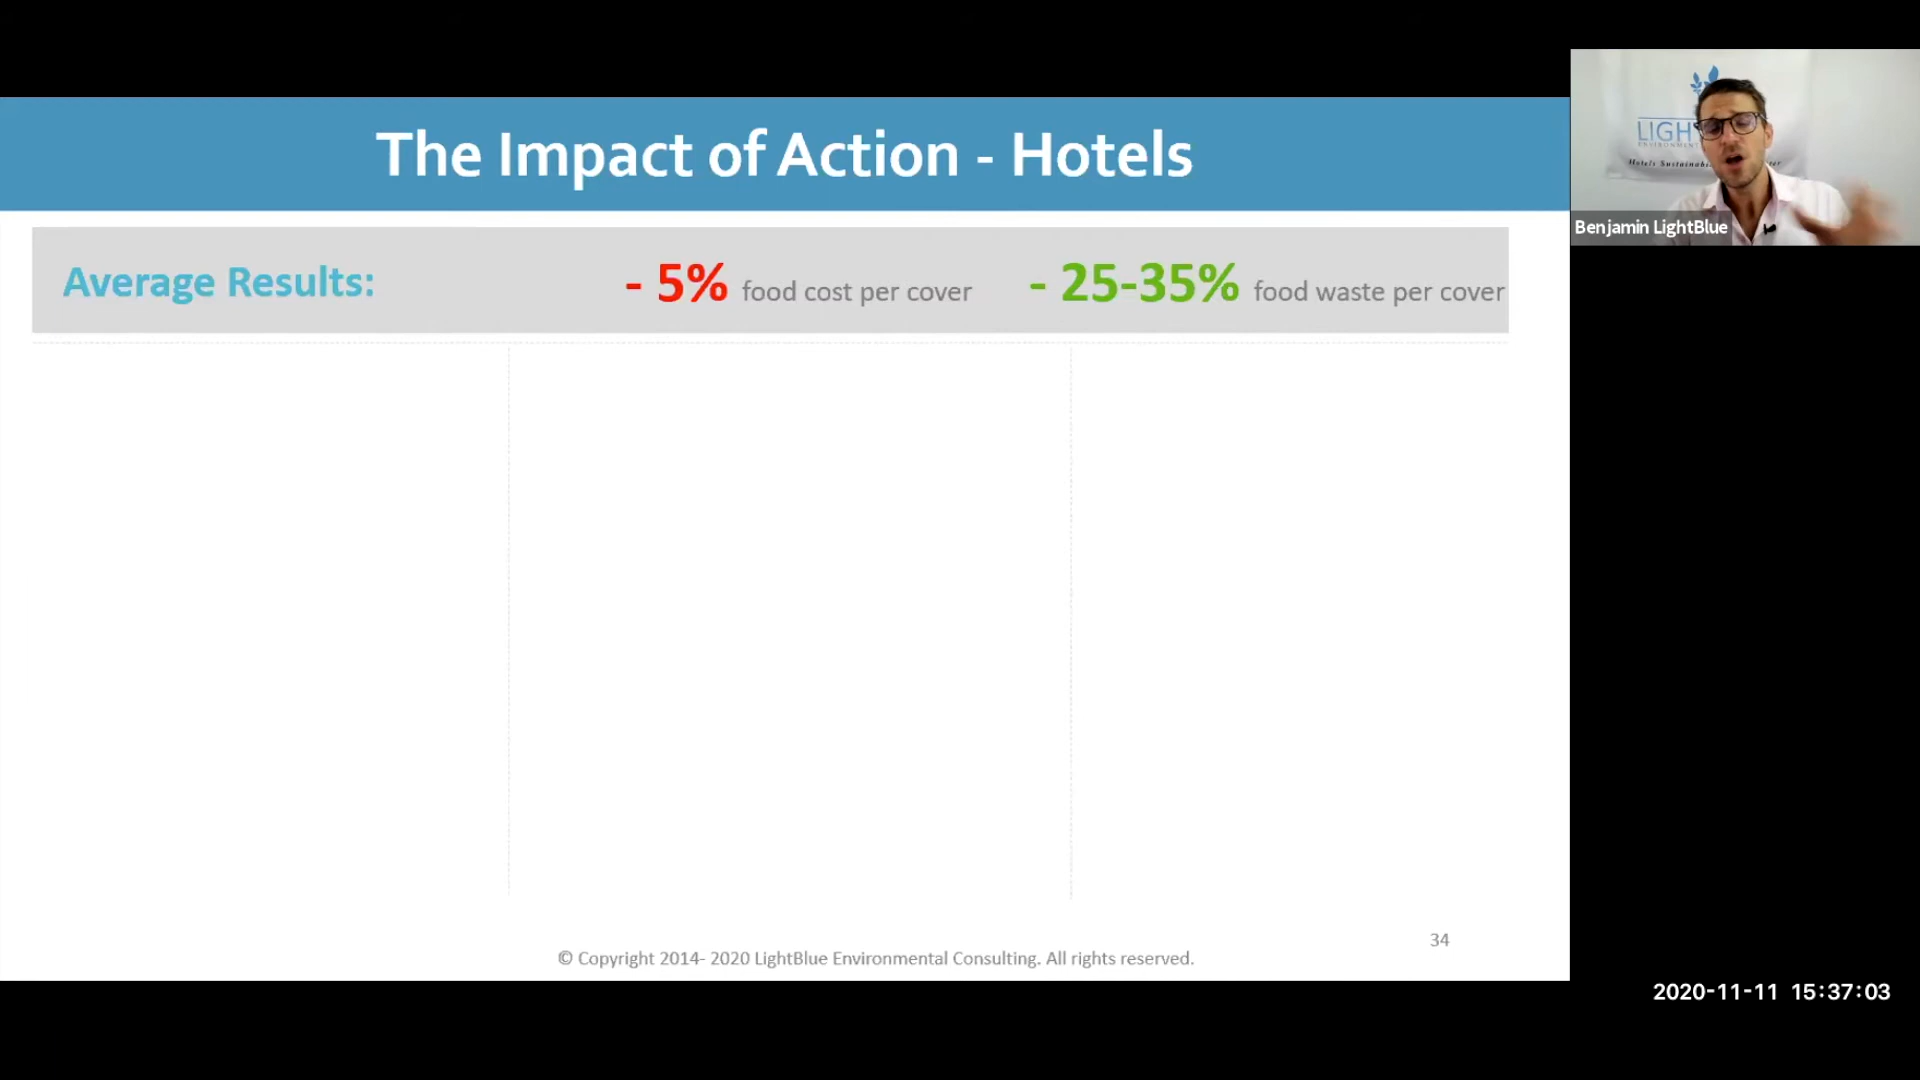 The Impact of Action - Hotels
Average Results:
- 5% food cost per cover
- 25-35% food waste per cover
34
© Copyright 2014- 2020 LightBlue Environmental Consulting. All rights reserved.
LIGH
Benjamin LightBlue
2020-11-11 15:37:03